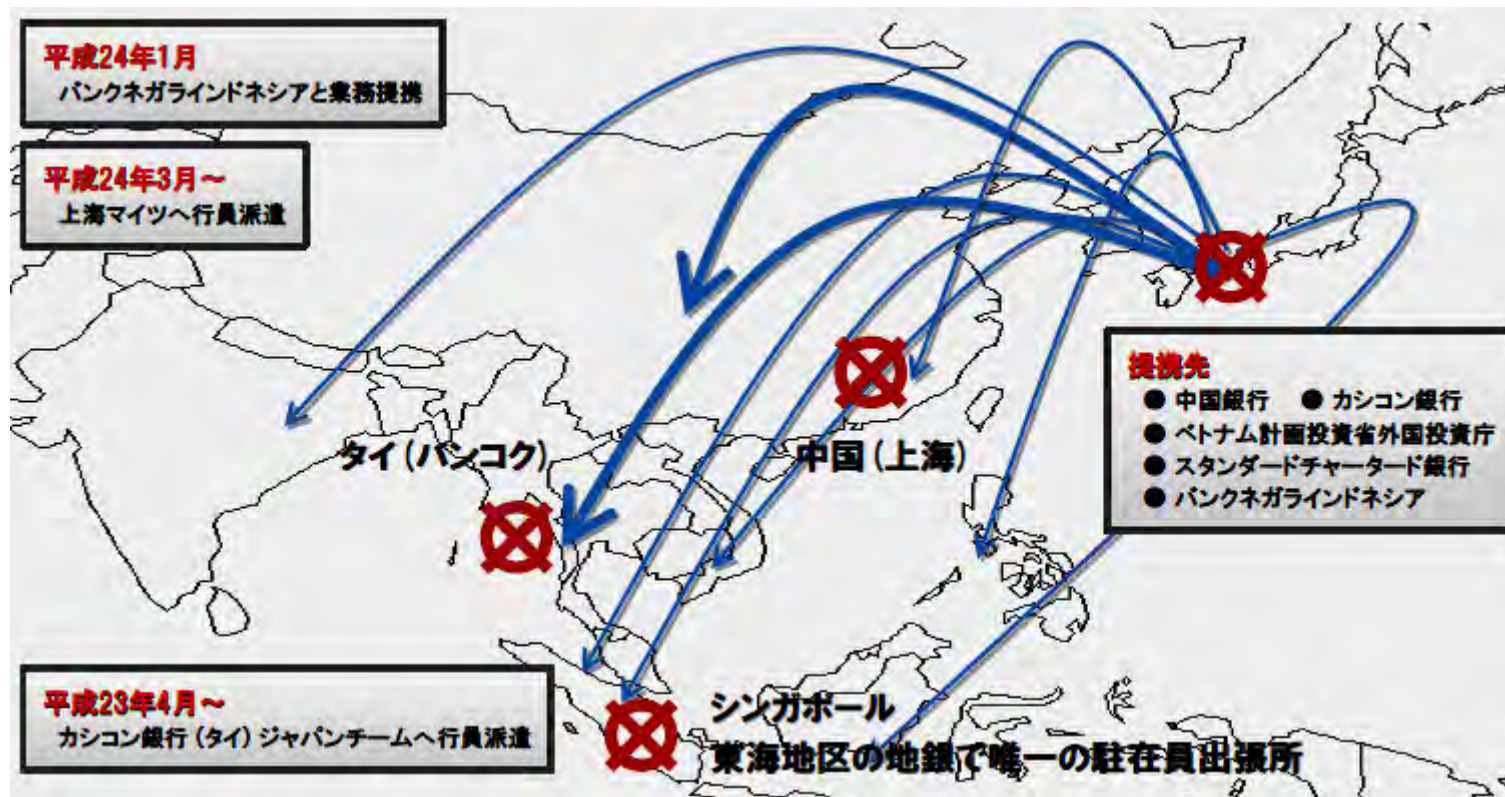 平成24年1月
バンクネガラインドネシアと業務提携
平成24年3月～
上海マイツへ行員派遣
提携先
● 中国銀行 ● カシコン銀行
● ベトナム計画投資省外国投資庁
● スタンダードチャータード銀行
● バンクネガラインドネシア
タイ(バンコク)
中国(上海)
平成23年4月～
カシコン銀行(タイ)ジャパンチームへ行員派遣
シンガポール
東海地区の地銀で唯一の駐在員出張所